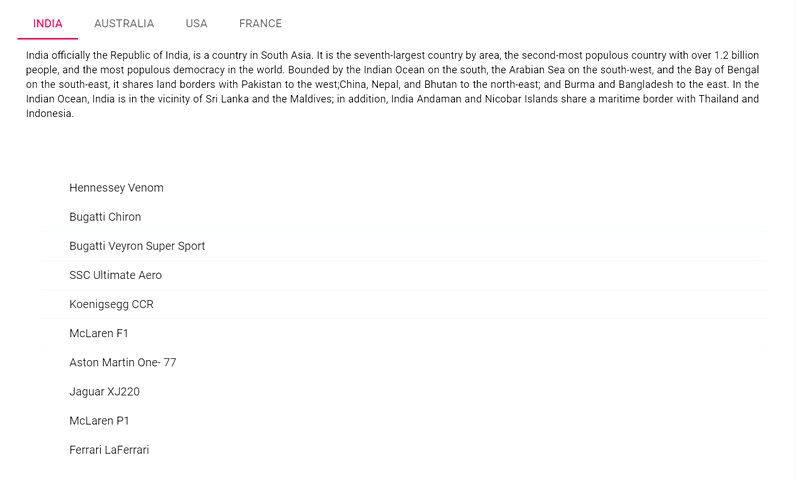 INDIA AUSTRALIA USA FRANCE
India officially the Republic of India, is a country in South Asia. It is the seventh-largest country by area, the second-most populous country with over 1.2 billion
people, and the most populous democracy in the world. Bounded by the Indian Ocean on the south, the Arabian Sea on the south-west, and the Bay of Bengal
on the south-east, it shares land borders with Pakistan to the west;China, Nepal, and Bhutan to the north-east; and Burma and Bangladesh to the east. In the
Indian Ocean, India is in the vicinity of Sri Lanka and the Maldives; in addition, India Andaman and Nicobar Islands share a maritime border with Thailand and
Indonesia.
Hennessey Venom
Bugatti Chiron
Bugatti Veyron Super Sport
SSC Ultimate Aero
Koenigsegg CCR
McLaren F1
Aston Martin One- 77
Jaguar XJ220
McLaren P1
Ferrari LaFerrari